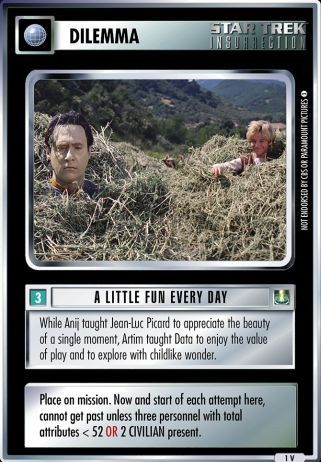 DILEMMA
STAR TREK
INSURRECTION
NOT ENDORSED BY CBS OR PARAMOUNT PICTURES
3
A LITTLE FUN EVERY DAY
While Anij taught Jean-Luc Picard to appreciate the beauty
of a single moment, Artim taught Data to enjoy the value
of play and to explore with childlike wonder.
Place on mission. Now and start of each attempt here,
cannot get past unless three personnel with total
attributes < 52 OR 2 CIVILIAN present.
1 V